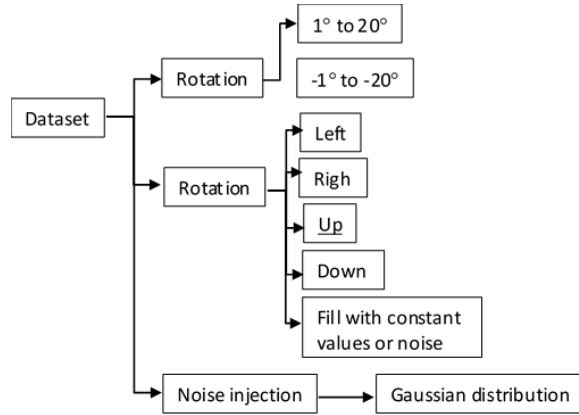 1° to 20°
Rotation
-1° to -20°
Dataset
Left
Rotation
Righ
Up
Down
Fill with constant
values or noise
Noise injection
Gaussian distribution